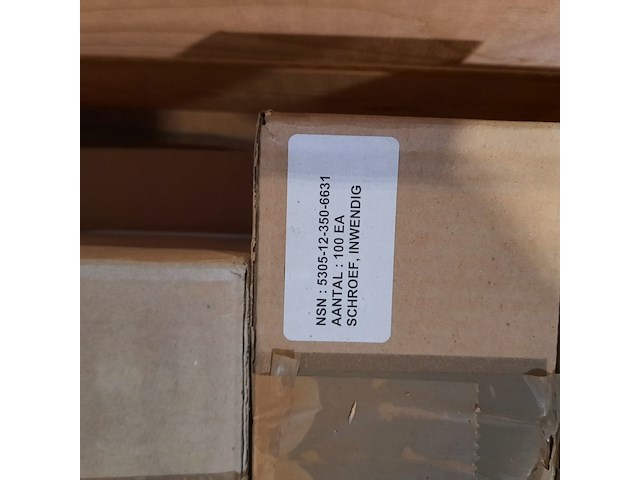 NSN : 5305-12-350-6631
AANTAL : 100 EA
SCHROEF, INWENDIG